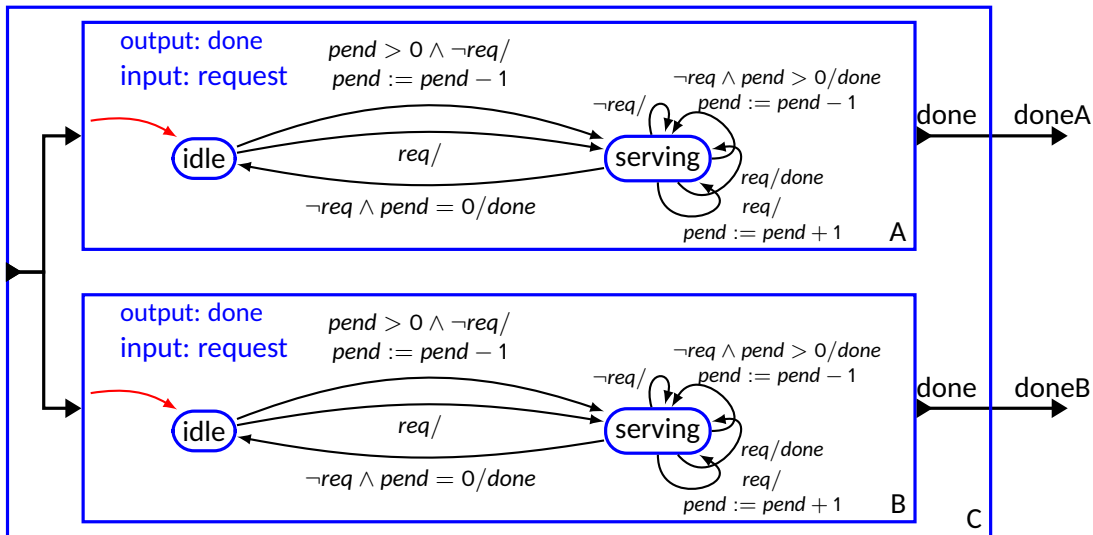 output: done
input: request
pend > 0 ∧ ¬req/
pend := pend − 1
¬req ∧ pend > 0/done
pend := pend − 1
¬req/
done
doneA
idle
req/
serving
req/done
req/
¬req ∧ pend = 0/done
pend := pend + 1
A
output: done
input: request
pend > 0 ∧ ¬req/
pend := pend − 1
¬req ∧ pend > 0/done
pend := pend − 1
¬req/
done
doneB
idle
req/
serving
req/done
req/
¬req ∧ pend = 0/done
pend := pend + 1
B
C